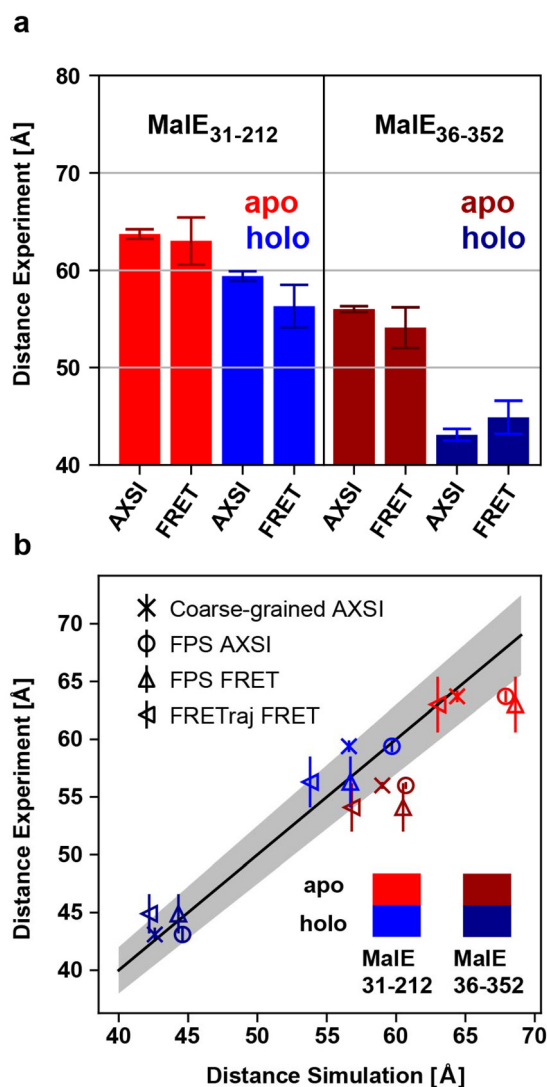 a
80
70
60
50
40
Distance Experiment [Å]
MalE31-212
MalE36-352
apo
holo
apo
holo
AXSI
FRET
AXSI
FRET
AXSI
FRET
AXSI
FRET
b
70
65
60
55
50
45
40
Distance Experiment [Å]
Coarse-grained AXSI
FPS AXSI
FPS FRET
FRETraj FRET
apo
holo
MalE MalE
31-212 36-352
40 45 50 55 60 65 70
Distance Simulation [Å]